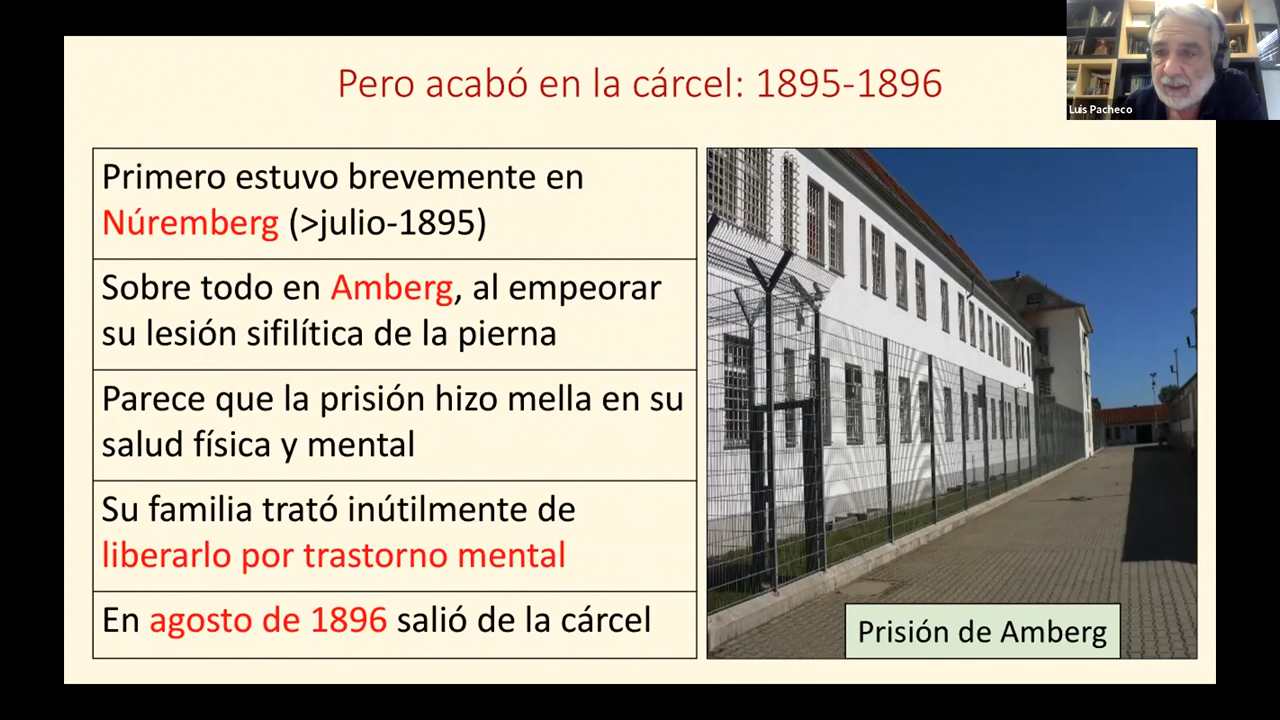 Pero acabó en la cárcel: 1895-1896
Luis Pacheco
Primero estuvo brevemente en
Núremberg (>julio-1895)
Sobre todo en Amberg, al empeorar
su lesión sifilítica de la pierna
Parece que la prisión hizo mella en su
salud física y mental
Su familia trató inútilmente de
liberarlo por trastorno mental
En agosto de 1896 salió de la cárcel
Prisión de Amberg